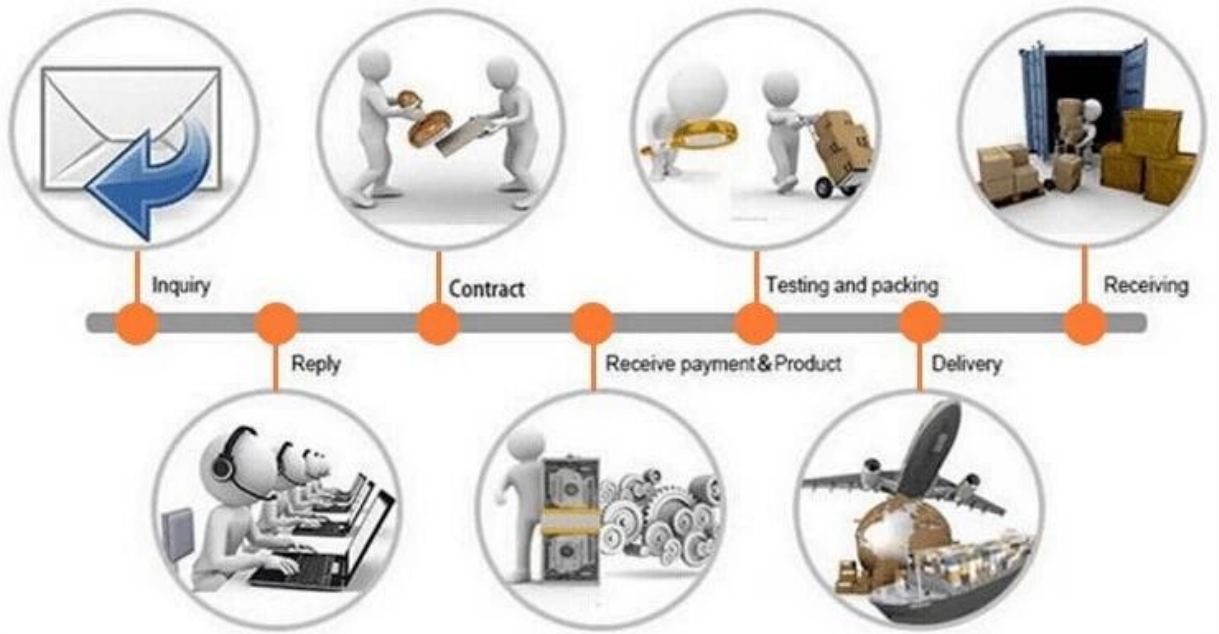 Inquiry
Reply
Contract
Receive payment&Product
Testing and packing
Delivery
Receiving